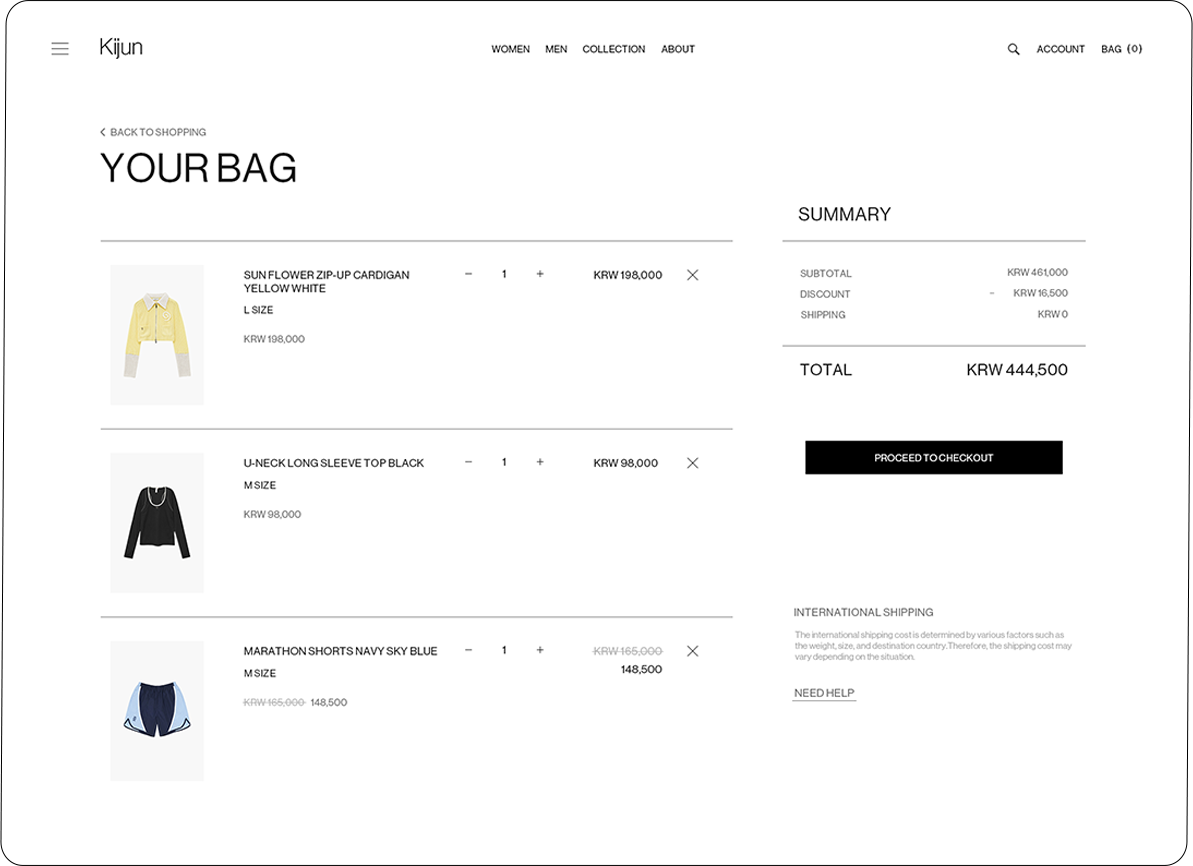 Kijun
WOMEN MEN COLLECTION ABOUT
ACCOUNT BAG (0)
BACK TO SHOPPING
YOUR BAG
SUN FLOWER ZIP-UP CARDIGAN
YELLOW WHITE
L SIZE
KRW 198,000
− 1 +
KRW 198,000
U-NECK LONG SLEEVE TOP BLACK
M SIZE
KRW 98,000
− 1 +
KRW 98,000
MARATHON SHORTS NAVY SKY BLUE
M SIZE
KRW 165,000 148,500
− 1 +
KRW 165,000
148,500
SUMMARY
SUBTOTAL KRW 461,000
DISCOUNT - KRW 16,500
SHIPPING KRW 0
TOTAL KRW 444,500
PROCEED TO CHECKOUT
INTERNATIONAL SHIPPING
The international shipping cost is determined by various factors such as
the weight, size, and destination country.Therefore, the shipping cost may
vary depending on the situation.
NEED HELP